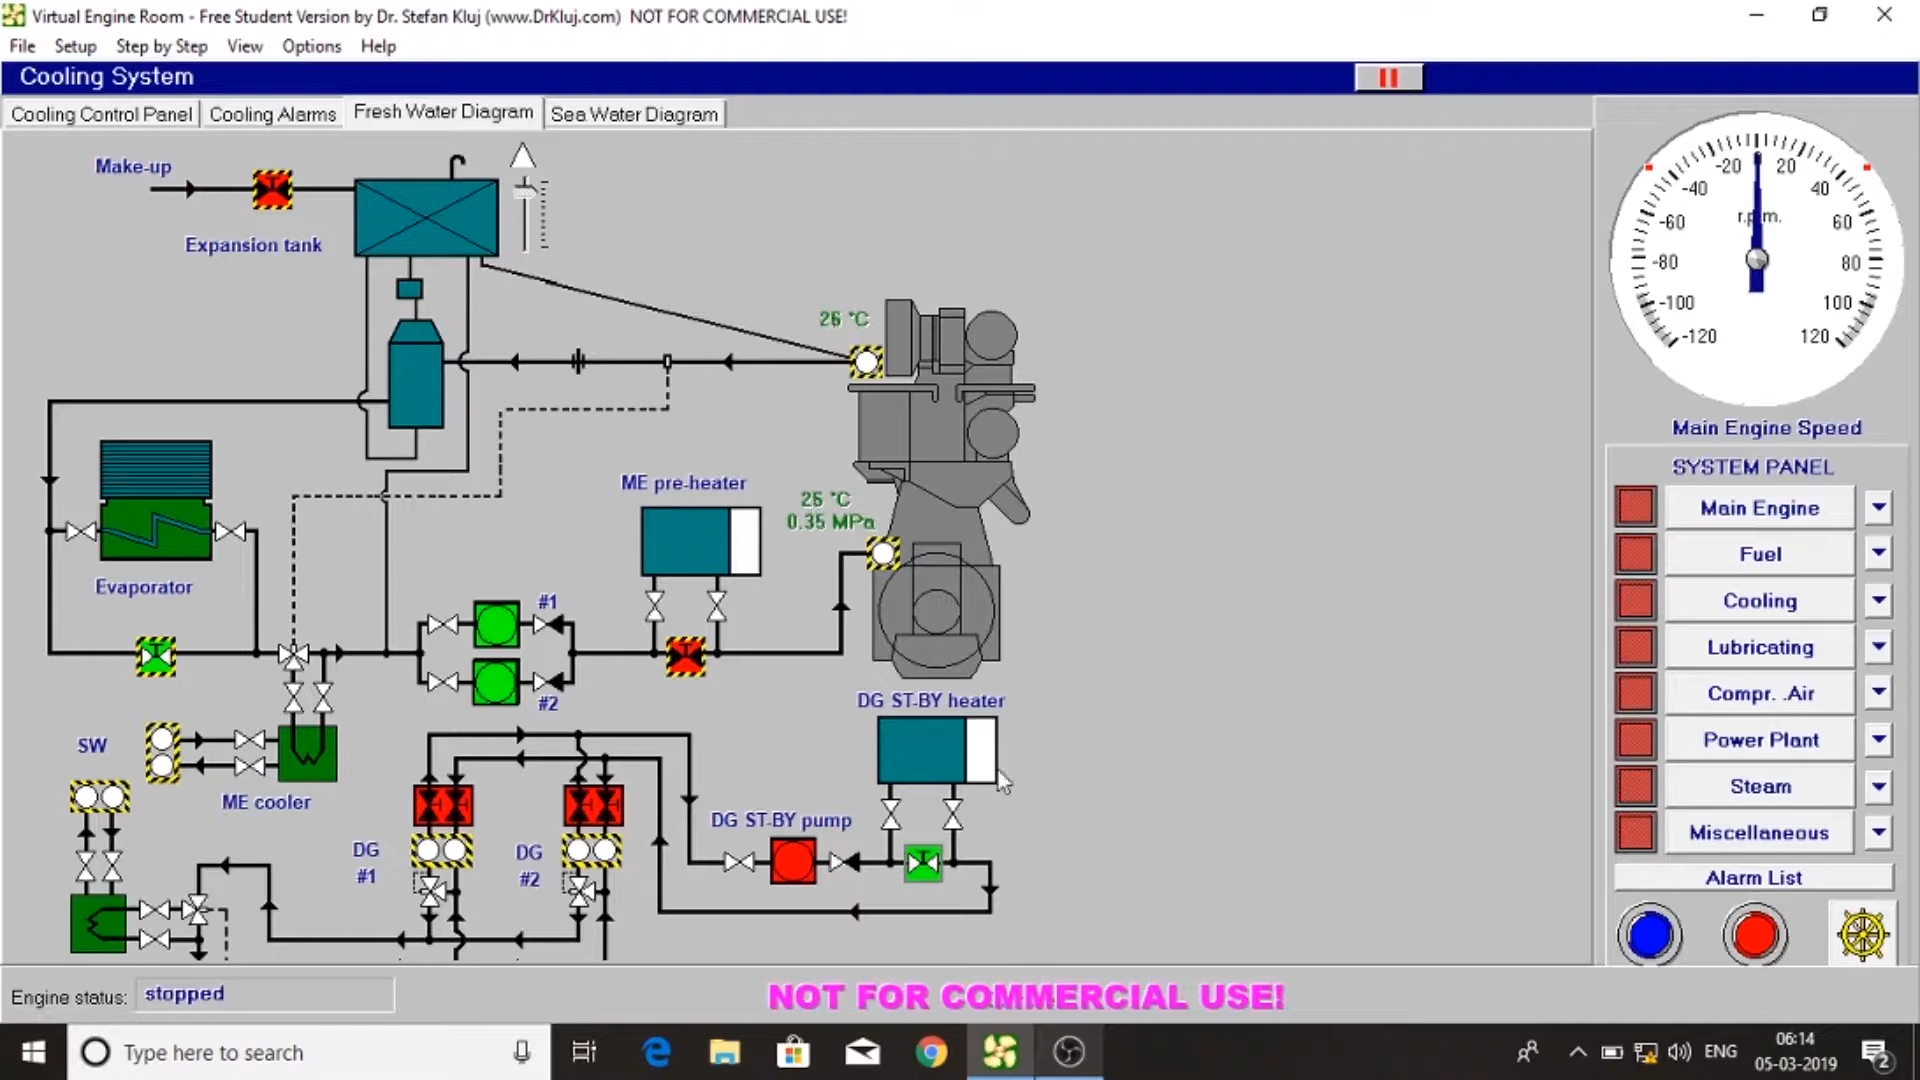 Virtual Engine Room - Free Student Version by Dr. Stefan Kluj (www.DrKluj.com)  NOT FOR COMMERCIAL USE!
File Setup Step by Step View Options Help
Cooling System
Cooling Control Panel Cooling Alarms Fresh Water Diagram Sea Water Diagram
Make-up
Expansion tank
26 °C
ME pre-heater
26 °C
0.35 MPa
Evaporator
#1
#2
DG ST-BY heater
SW
ME cooler
DG ST-BY pump
DG
#1
DG
#2
-20 20
-40 40
r.p.m.
-60 60
-80 80
-100 100
-120 120
Main Engine Speed
SYSTEM PANEL
Main Engine
Fuel
Cooling
Lubricating
Compr. .Air
Power Plant
Steam
Miscellaneous
Alarm List
Engine status: stopped
NOT FOR COMMERCIAL USE!
Type here to search
ENG
06:14
05-03-2019
2